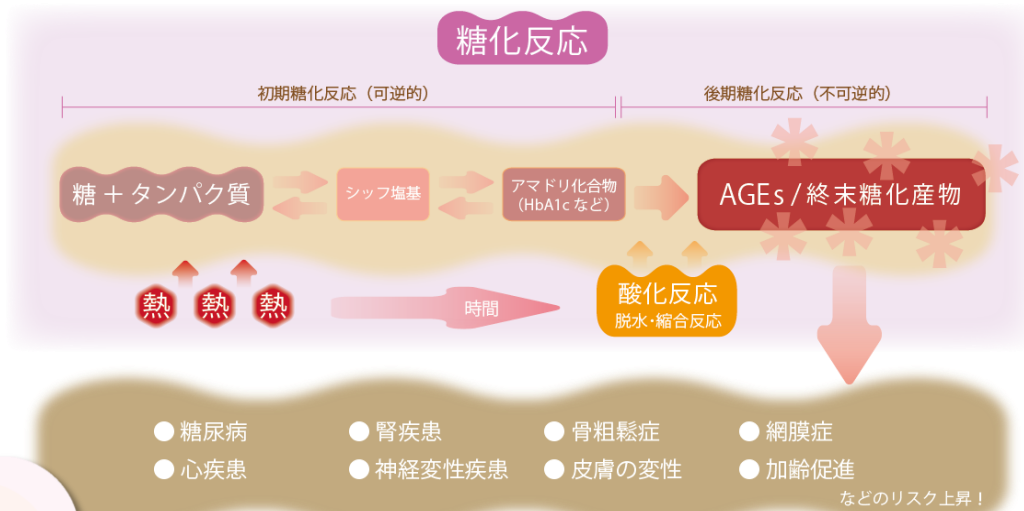 糖化反応
初期糖化反応（可逆的）
後期糖化反応（不可逆的）
糖 + タンパク質
シッフ塩基
アマドリ化合物
（HbA1c など）
AGEs / 終末糖化産物
熱
熱
熱
時間
酸化反応
脱水・縮合反応
● 糖尿病
● 腎疾患
● 骨粗鬆症
● 網膜症
● 心疾患
● 神経変性疾患
● 皮膚の変性
● 加齢促進
などのリスク上昇！